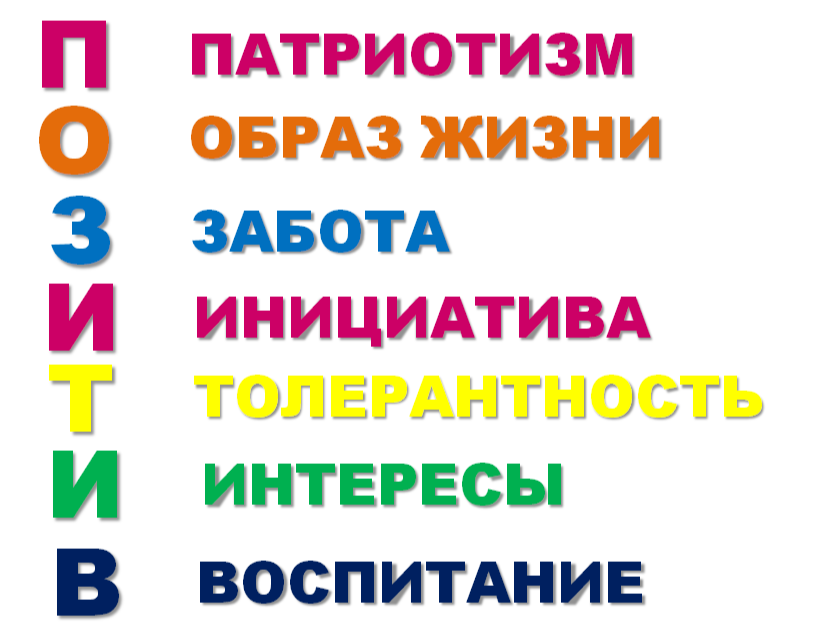 П ПАТРИОТИЗМ
О ОБРАЗ ЖИЗНИ
З ЗАБОТА
И ИНИЦИАТИВА
Т ТОЛЕРАНТНОСТЬ
И ИНТЕРЕСЫ
В ВОСПИТАНИЕ